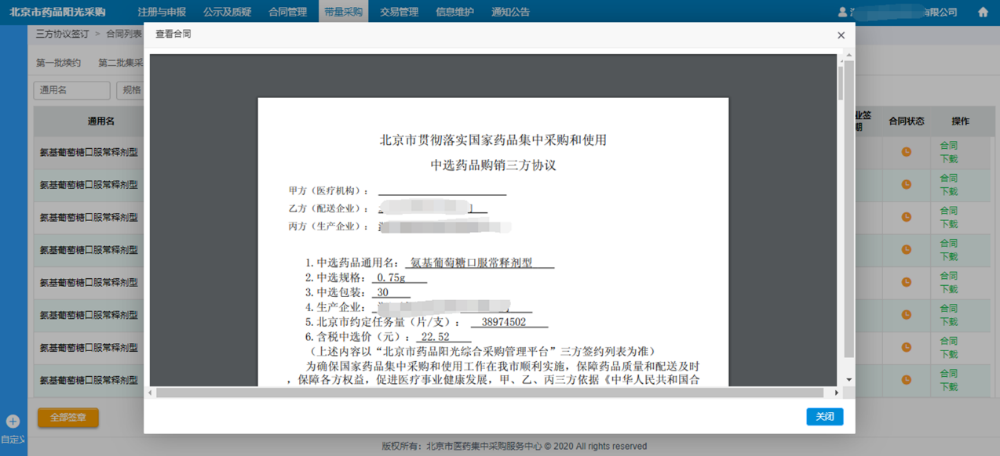 北京市药品阳光采购 注册与申报 公示及质疑 合同管理 带量采购 交易管理 信息维护 通知公告 有限公司
三方协议签订 > 合同列表
查看合同
第一批续约 第二批集采
通用名 规格
通用名 业签 期 合同状态 操作
氨基葡萄糖口服常释剂型 合同 下载
氨基葡萄糖口服常释剂型 合同 下载
氨基葡萄糖口服常释剂型 合同 下载
氨基葡萄糖口服常释剂型 合同 下载
氨基葡萄糖口服常释剂型 合同 下载
氨基葡萄糖口服常释剂型 合同 下载
氨基葡萄糖口服常释剂型 合同 下载
氨基葡萄糖口服常释剂型 合同 下载
北京市贯彻落实国家药品集中采购和使用
中选药品购销三方协议
甲方（医疗机构）：
乙方（配送企业）：
丙方（生产企业）：
1.中选药品通用名： 氨基葡萄糖口服常释剂型
2.中选规格： 0.75g
3.中选包装： 30
4.生产企业：
5.北京市约定任务量（片/支）： 38974502
6.含税中选价（元）： 22.52
（上述内容以“北京市药品阳光综合采购管理平台”三方签约列表为准）
为确保国家药品集中采购和使用工作在我市顺利实施，保障药品质量和配送及时
，保障各方权益，促进医疗事业健康发展，甲、乙、丙三方依据《中华人民共和国合
全部签章
关闭
自定义
版权所有：北京市医药集中采购服务中心 © 2020 All rights reserved